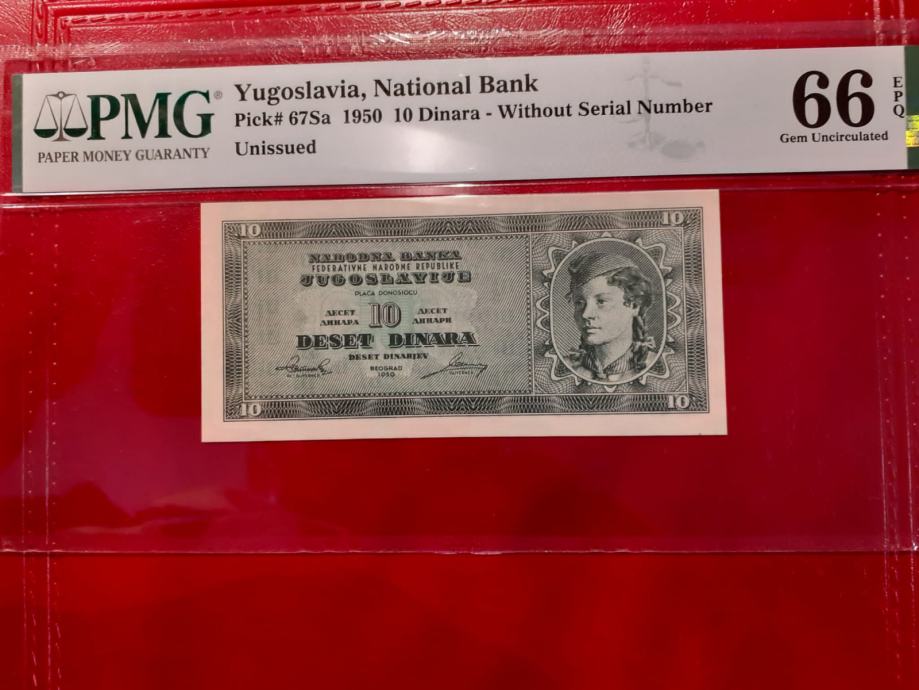 PMG®
PAPER MONEY GUARANTY
Yugoslavia, National Bank
Pick# 67Sa 1950 10 Dinara - Without Serial Number
Unissued
66
EPQ
Gem Uncirculated
10
10
NARODNA BANKA
FEDERATIVNE NARODNE REPUBLIKE
JUGOSLAVIJE
PLAĆA DONOSIOCU
ДЕСЕТ 10 ДЕСЕТ
ДИНАРА ДИНАРИ
DESET DINARA
DESET DINARJEV
BEOGRAD
1950
GUVERNER
10
10